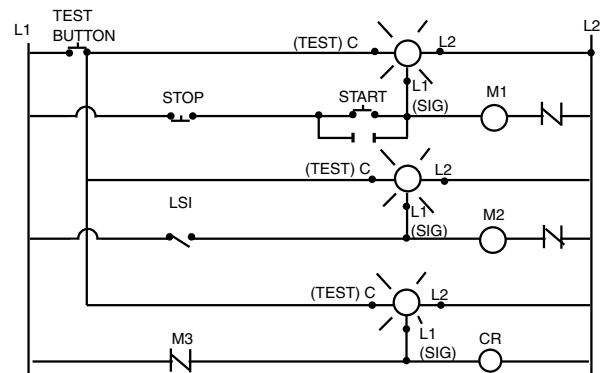 TEST
BUTTON
L1
L2
(TEST) C
L2
L1
(SIG)
STOP
START
M1
(TEST) C
L2
LSI
L1
(SIG)
M2
(TEST) C
L2
M3
L1
(SIG)
CR